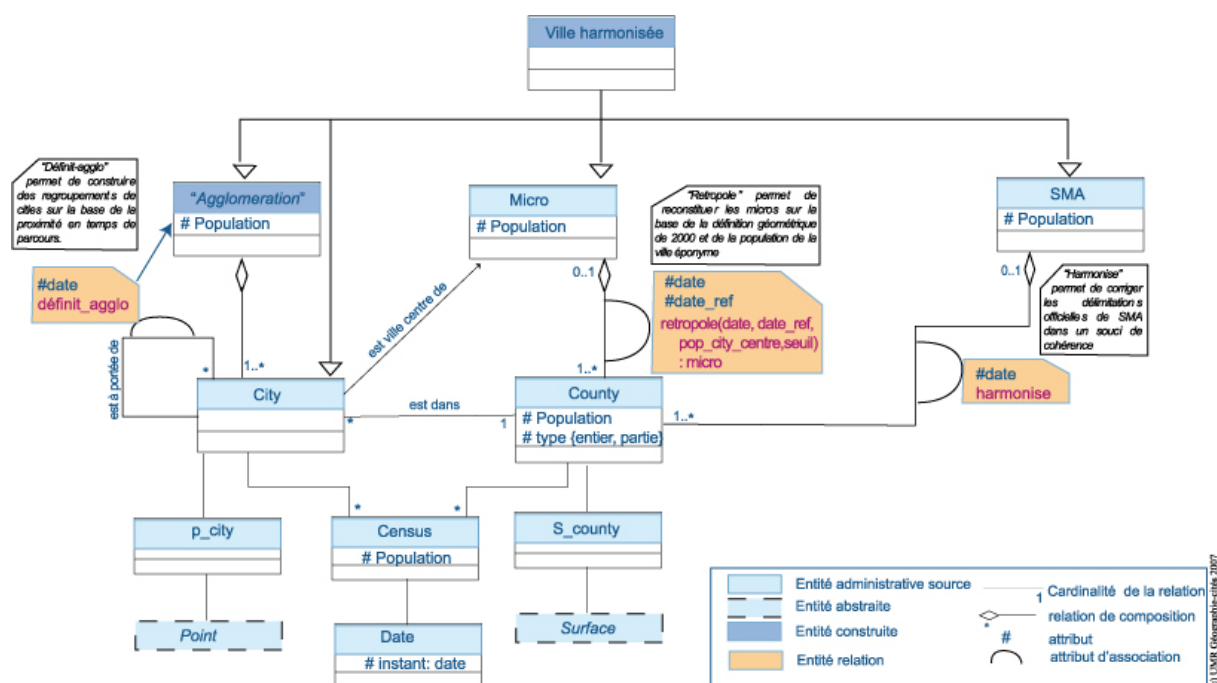 Ville harmonisée
"Définit-agglo"
permet de construire
des regroupements de
cities sur la base de la
proximité en temps de
parcours.
"Agglomeration"
# Population
#date
définit_agglo
Micro
# Population
"Retropole" permet de
reconstituer les micros sur la
base de la définition géométrique
de 2000 et de la population de la
ville éponyme
SMA
# Population
0..1
0..1
"Harmonise"
permet de corriger
les délimitations
officielles de SMA
dans un souci de
cohérence
#date
#date_ref
retropole(date, date_ref,
pop_city_centre,seuil)
: micro
est ville centre de
est à portée de
*
1..*
1..*
#date
harmonise
City
est dans
*
1
County
# Population
# type {entier, partie}
1..*
*
*
p_city
Census
# Population
S_county
Point
Date
# instant: date
Surface
Entité administrative source
Entité abstraite
Entité construite
Entité relation
1
Cardinalité de la relation
relation de composition
*
#
attribut
attribut d'association
(c) UMR Géographie-cités 2007